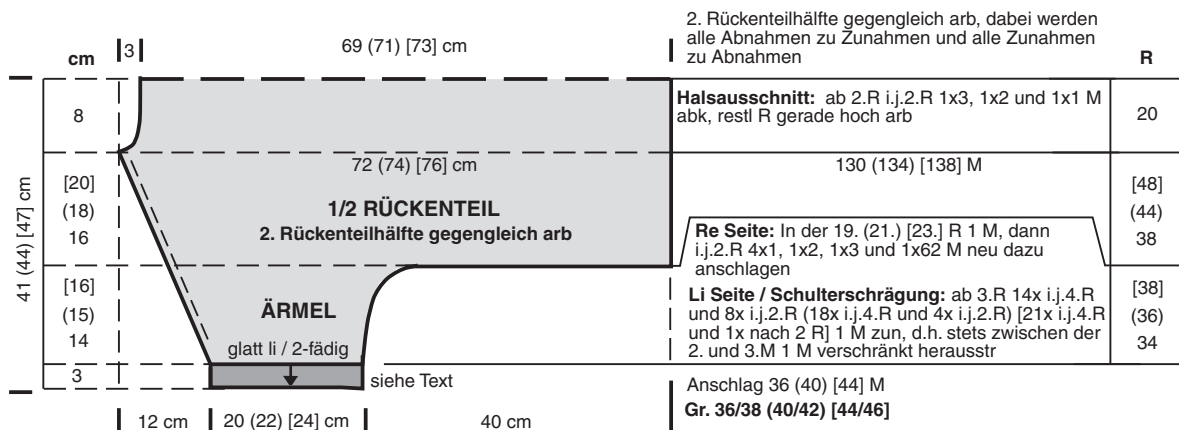 2. Rückenteilhälfte gegengleich arb, dabei werden
alle Abnahmen zu Zunahmen und alle Zunahmen
zu Abnahmen
3
69 (71) [73] cm
cm
R
8
Halsausschnitt: ab 2.R i.j.2.R 1x3, 1x2 und 1x1 M
abk, restl R gerade hoch arb
20
41 (44) [47] cm
72 (74) [76] cm
130 (134) [138] M
[20]
(18)
16
1/2 RÜCKENTEIL
2. Rückenteilhälfte gegengleich arb
[48]
(44)
38
Re Seite: In der 19. (21.) [23.] R 1 M, dann
i.j.2.R 4x1, 1x2, 1x3 und 1x62 M neu dazu
anschlagen
[16]
(15)
14
ÄRMEL
glatt li / 2-fädig
Li Seite / Schulterschrägung: ab 3.R 14x i.j.4.R
und 8x i.j.2.R (18x i.j.4.R und 4x i.j.2.R) [21x i.j.4.R
und 1x nach 2 R] 1 M zun, d.h. stets zwischen der
2. und 3.M 1 M verschränkt herausstr
[38]
(36)
34
3
siehe Text
Anschlag 36 (40) [44] M
Gr. 36/38 (40/42) [44/46]
12 cm
20 (22) [24] cm
40 cm